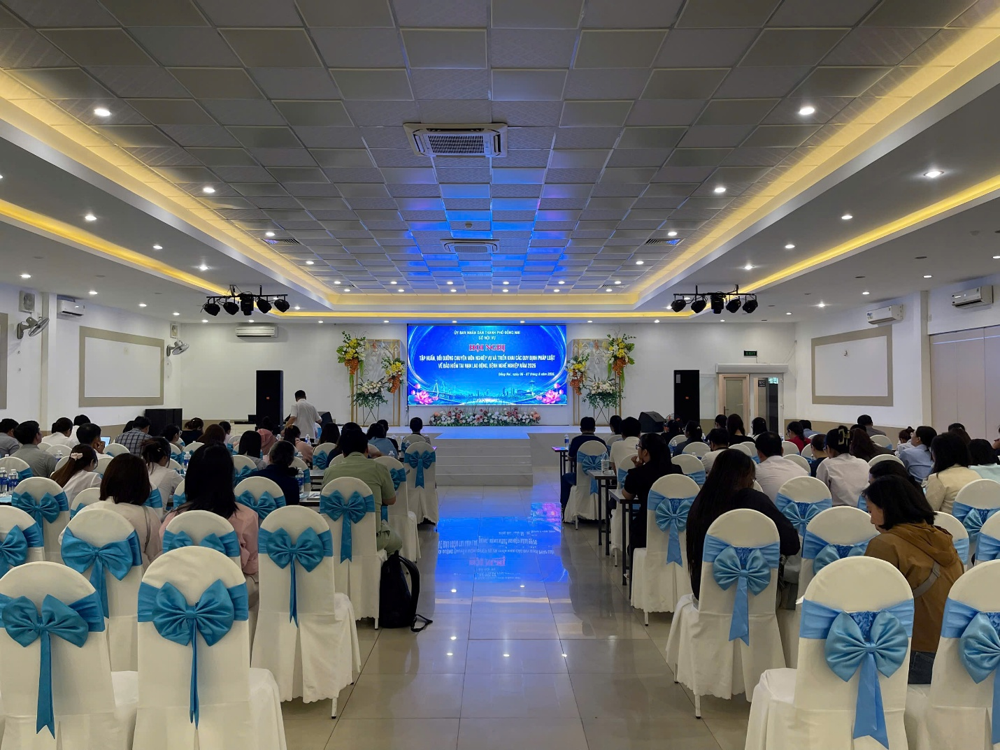 ỦY BAN NHÂN DÂN THÀNH PHỐ ĐỒNG NAI
SỞ NỘI VỤ
HỘI NGHỊ
TẬP HUẤN, BỒI DƯỠNG CHUYÊN MÔN NGHIỆP VỤ VÀ TRIỂN KHAI CÁC QUY ĐỊNH PHÁP LUẬT
VỀ BẢO HIỂM TAI NẠN LAO ĐỘNG, BỆNH NGHỀ NGHIỆP NĂM 2026
Đồng Nai, ngày 06 - 07 tháng 8 năm 2026
EXIT
WC